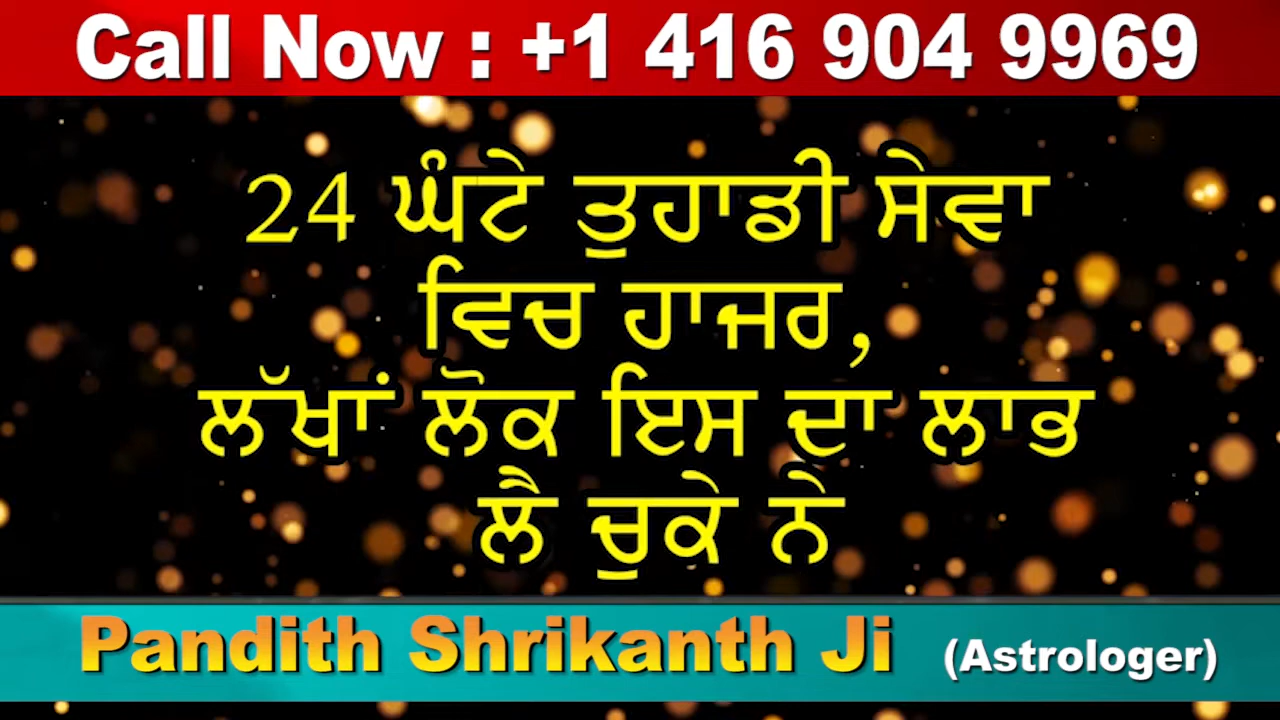 Call Now : +1 416 904 9969
24 ਘੰਟੇ ਤੁਹਾਡੀ ਸੇਵਾ
ਵਿਚ ਹਾਜਰ,
ਲੱਖਾਂ ਲੋਕ ਇਸ ਦਾ ਲਾਭ
ਲੈ ਚੁਕੇ ਨੇ
Pandith Shrikanth Ji (Astrologer)